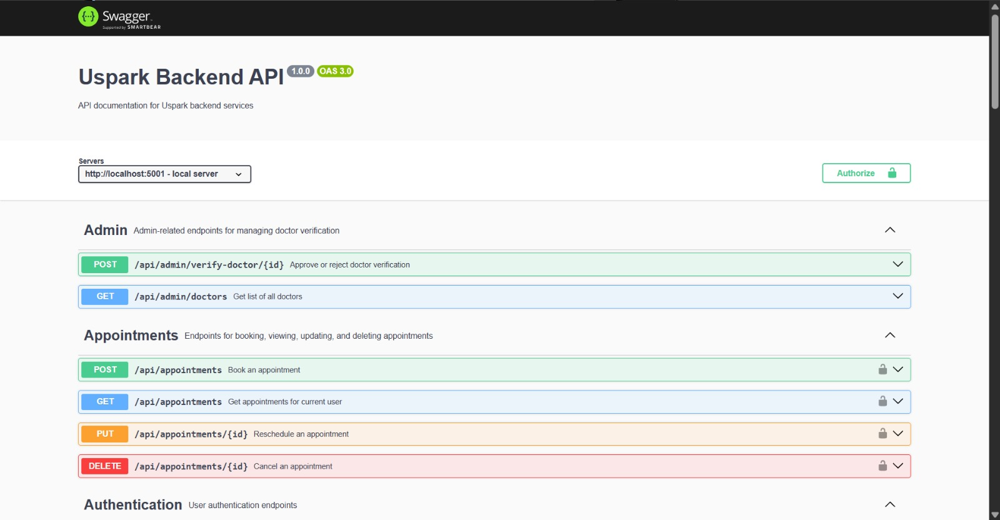 Swagger
Supported by SMARTBEAR
Uspark Backend API 1.0.0 OAS 3.0
API documentation for Uspark backend services
Servers
http://localhost:5001 - local server
Authorize
Admin Admin-related endpoints for managing doctor verification
POST /api/admin/verify-doctor/{id} Approve or reject doctor verification
GET /api/admin/doctors Get list of all doctors
Appointments Endpoints for booking, viewing, updating, and deleting appointments
POST /api/appointments Book an appointment
GET /api/appointments Get appointments for current user
PUT /api/appointments/{id} Reschedule an appointment
DELETE /api/appointments/{id} Cancel an appointment
Authentication User authentication endpoints